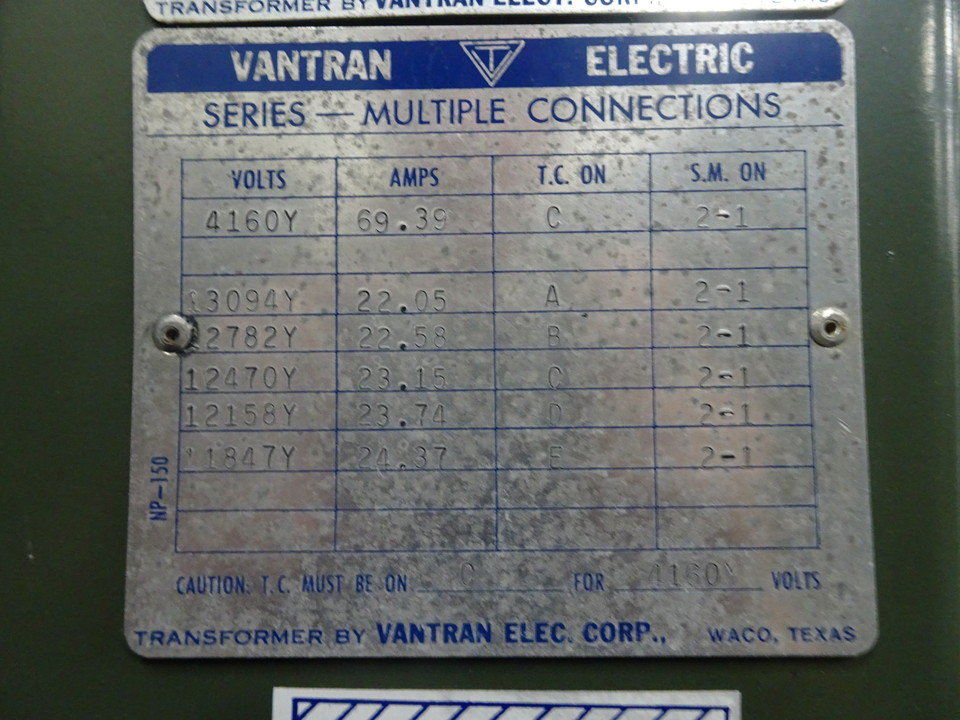 TRANSFORMER BY VANTRAN ELEC. CORP.
VANTRAN T ELECTRIC
SERIES — MULTIPLE CONNECTIONS
VOLTS AMPS T.C. ON S.M. ON
4160Y 69.39 C 2-1
13094Y 22.05 A 2-1
12782Y 22.58 B 2-1
12470Y 23.15 C 2-1
12158Y 23.74 D 2-1
11847Y 24.37 E 2-1
NP-150
CAUTION: T.C. MUST BE ON C FOR 4160Y VOLTS
TRANSFORMER BY VANTRAN ELEC. CORP., WACO, TEXAS